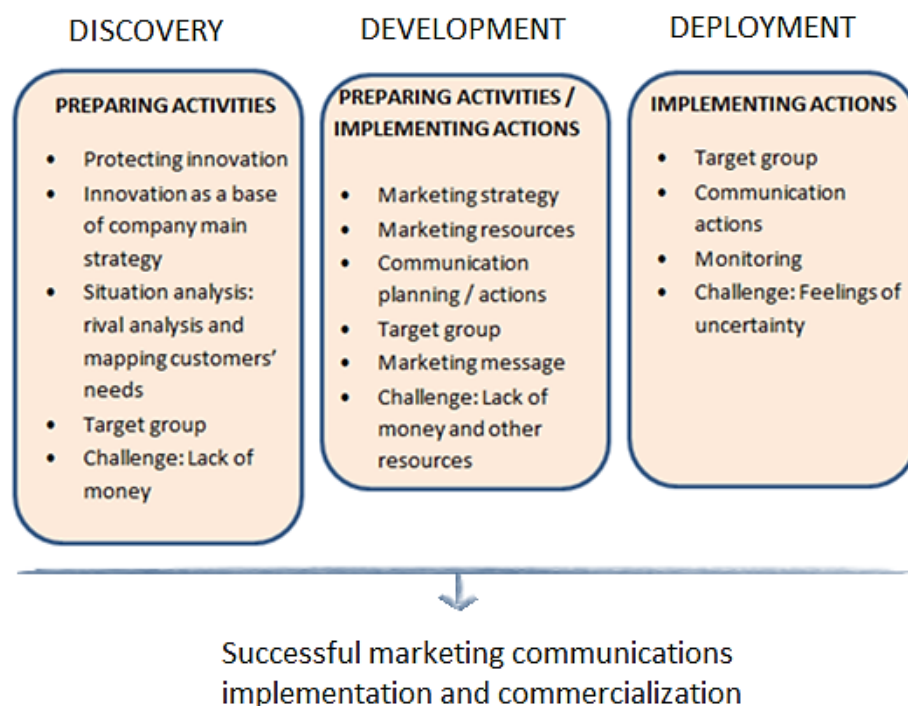 DISCOVERY
PREPARING ACTIVITIES
• Protecting innovation
• Innovation as a base
of company main
strategy
• Situation analysis:
rival analysis and
mapping customers'
needs
• Target group
• Challenge: Lack of
money
DEVELOPMENT
PREPARING ACTIVITIES /
IMPLEMENTING ACTIONS
• Marketing strategy
• Marketing resources
• Communication
planning / actions
• Target group
• Marketing message
• Challenge: Lack of
money and other
resources
DEPLOYMENT
IMPLEMENTING ACTIONS
• Target group
• Communication
actions
• Monitoring
• Challenge: Feelings of
uncertainty
Successful marketing communications
implementation and commercialization